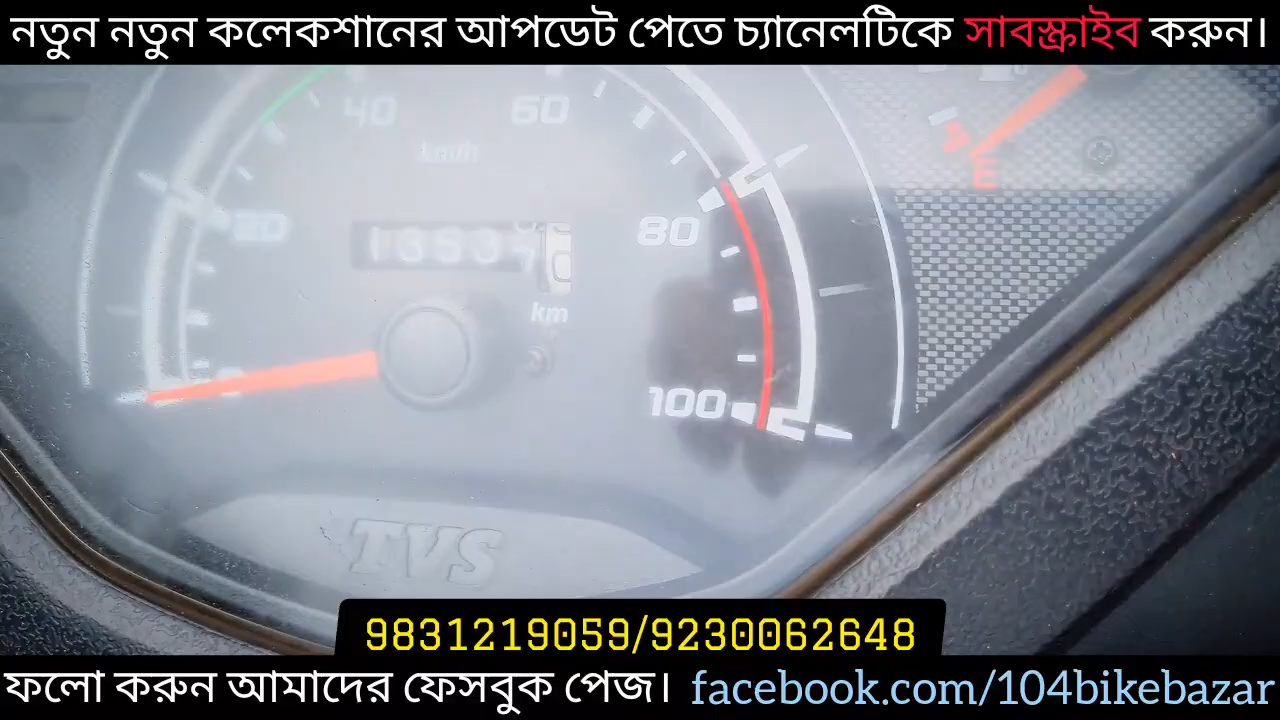 নতুন নতুন কলেকশানের আপডেট পেতে চ্যানেলটিকে সাবস্ক্রাইব করুন।
40 60
km/h
20 80
km
100
E
TVS
9831219059/9230062648
ফলো করুন আমাদের ফেসবুক পেজ। facebook.com/104bikebazar